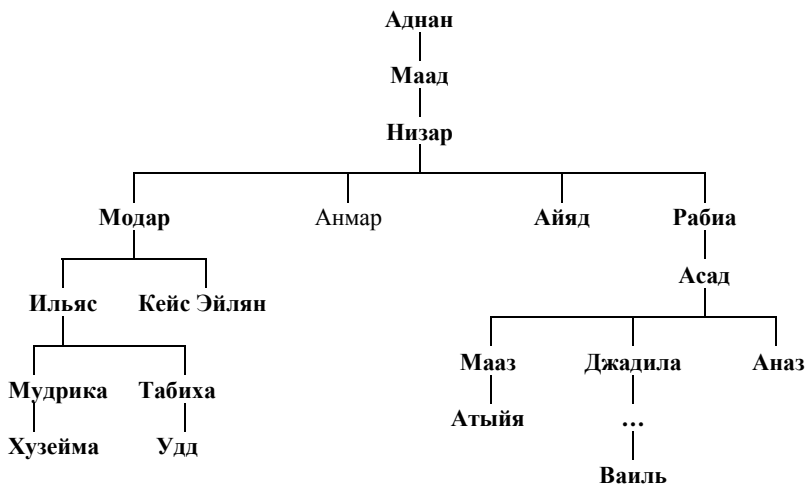 Аднан
Маад
Низар
Модар Анмар Айяд Рабиа
Асад
Ильяс Кейс Эйлян
Мааз Джадила Аназ
Мудрика Табиха
Атыйя …
Хузейма Удд
Ваиль